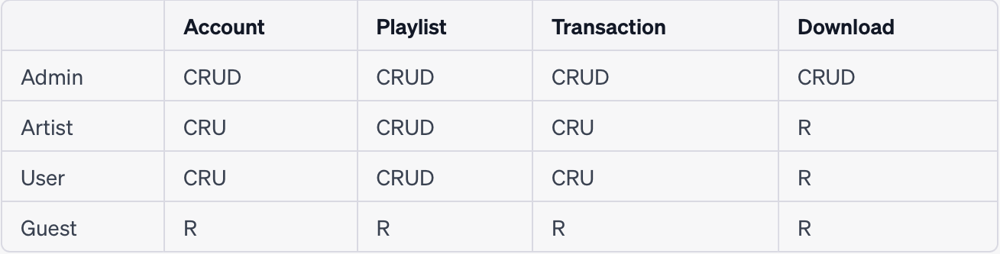 Account Playlist Transaction Download
Admin CRUD CRUD CRUD CRUD
Artist CRU CRUD CRU R
User CRU CRUD CRU R
Guest R R R R